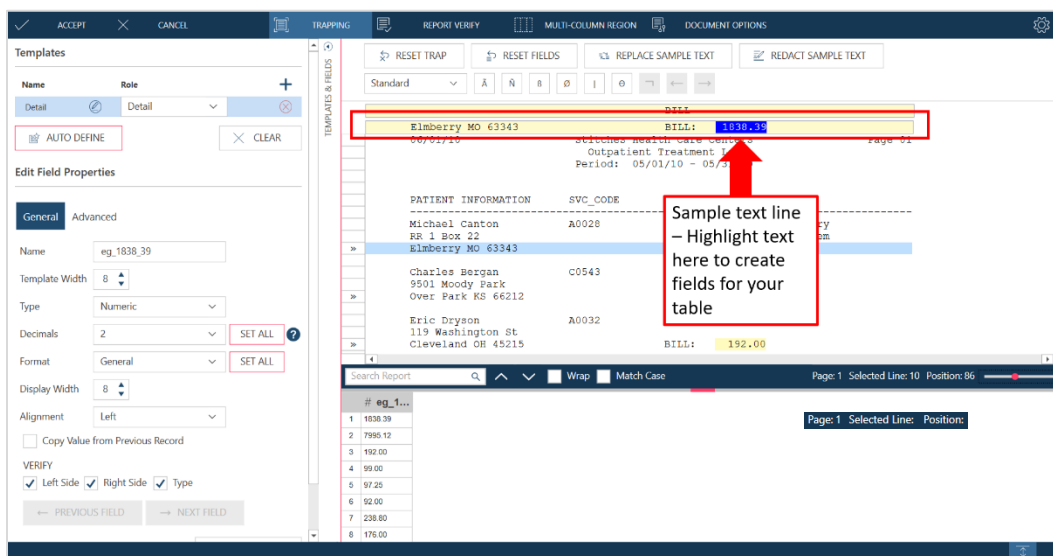 ACCEPT CANCEL TRAPPING REPORT VERIFY MULTI-COLUMN REGION DOCUMENT OPTIONS
Templates
Name Role
Detail Detail
AUTO DEFINE CLEAR
Edit Field Properties
General Advanced
Name eg_1838_39
Template Width 8
Type Numeric
Decimals 2 SET ALL ?
Format General SET ALL
Display Width 8
Alignment Left
Copy Value from Previous Record
VERIFY
Left Side Right Side Type
← PREVIOUS FIELD → NEXT FIELD
TEMPLATES & FIELDS
RESET TRAP RESET FIELDS REPLACE SAMPLE TEXT REDACT SAMPLE TEXT
Standard Ã Ñ ß Ø | ¬ ← →
BILL
Elmberry MO 63343 BILL: 1838.39
06/01/10 Stitches Health Care Centers Page 01
Outpatient Treatment
Period: 05/01/10 - 05/3
PATIENT INFORMATION SVC_CODE
Michael Canton A0028
RR 1 Box 22
» Elmberry MO 63343
Charles Bergan C0543
9501 Moody Park
» Over Park KS 66212
Eric Dryson A0032
119 Washington St
» Cleveland OH 45215 BILL: 192.00
Sample text line
– Highlight text
here to create
fields for your
table
Search Report Wrap Match Case Page: 1 Selected Line: 10 Position: 86
# eg_1...
1 1838.39
2 7995.12
3 192.00
4 99.00
5 97.25
6 92.00
7 238.80
8 176.00
Page: 1 Selected Line: Position: